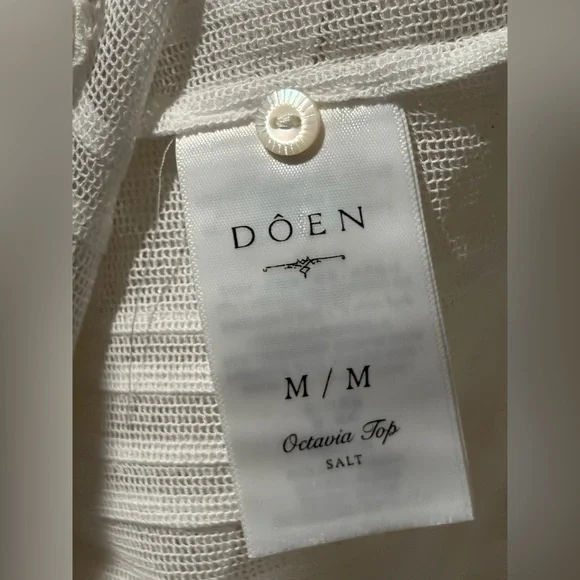 DÔEN
M / M
Octavia Top
SALT